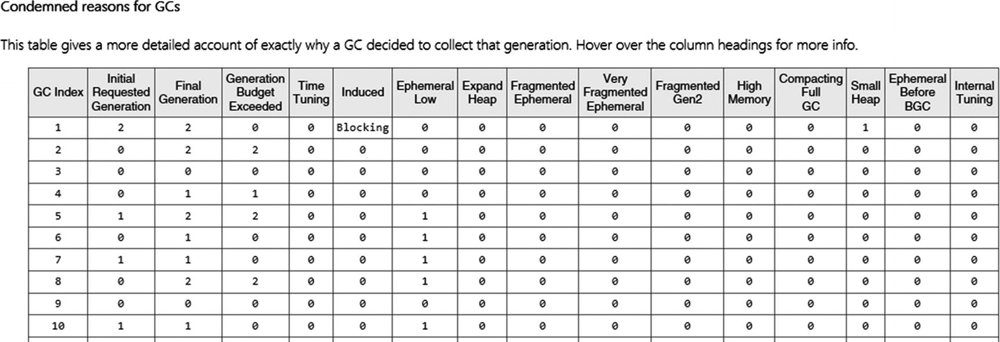 Condemned reasons for GCs
This table gives a more detailed account of exactly why a GC decided to collect that generation. Hover over the column headings for more info.
GC Index Initial Requested Generation Final Generation Generation Budget Exceeded Time Tuning Induced Ephemeral Low Expand Heap Fragmented Ephemeral Very Fragmented Ephemeral Fragmented Gen2 High Memory Compacting Full GC Small Heap Ephemeral Before BGC Internal Tuning
1 2 2 0 0 Blocking 0 0 0 0 0 0 0 1 0 0
2 0 2 2 0 0 0 0 0 0 0 0 0 0 0 0
3 0 0 0 0 0 0 0 0 0 0 0 0 0 0 0
4 0 1 1 0 0 0 0 0 0 0 0 0 0 0 0
5 1 2 2 0 0 1 0 0 0 0 0 0 0 0 0
6 0 1 0 0 0 1 0 0 0 0 0 0 0 0 0
7 1 1 0 0 0 1 0 0 0 0 0 0 0 0 0
8 0 2 2 0 0 1 0 0 0 0 0 0 0 0 0
9 0 0 0 0 0 0 0 0 0 0 0 0 0 0 0
10 1 1 0 0 0 1 0 0 0 0 0 0 0 0 0